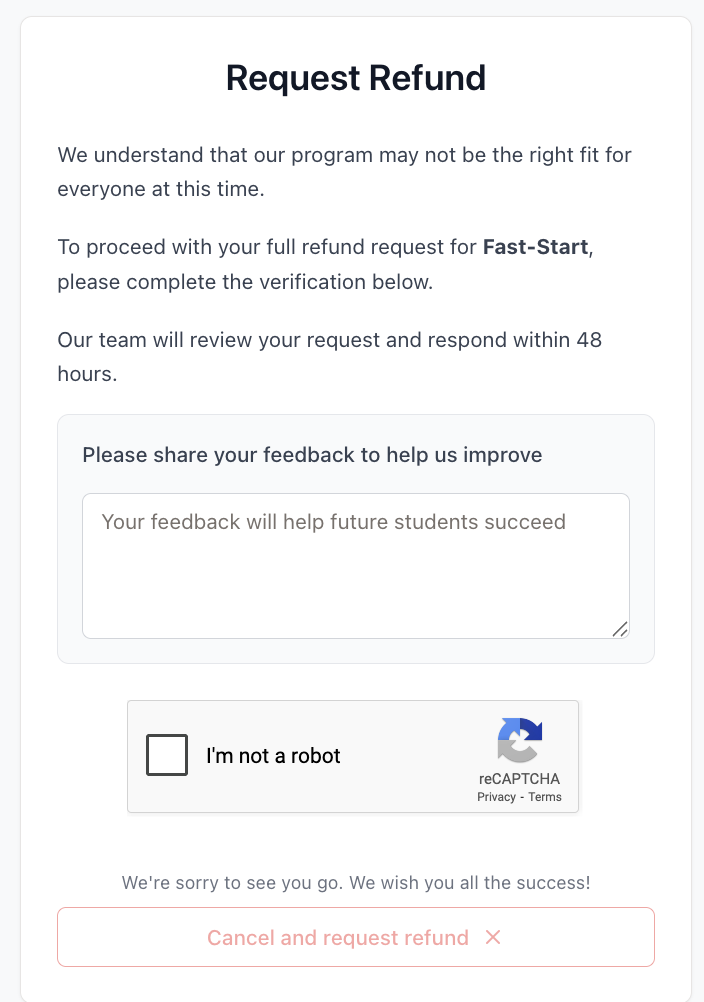 Request Refund
We understand that our program may not be the right fit for
everyone at this time.
To proceed with your full refund request for Fast-Start,
please complete the verification below.
Our team will review your request and respond within 48
hours.
Please share your feedback to help us improve
Your feedback will help future students succeed
I'm not a robot
reCAPTCHA
Privacy - Terms
We're sorry to see you go. We wish you all the success!
Cancel and request refund